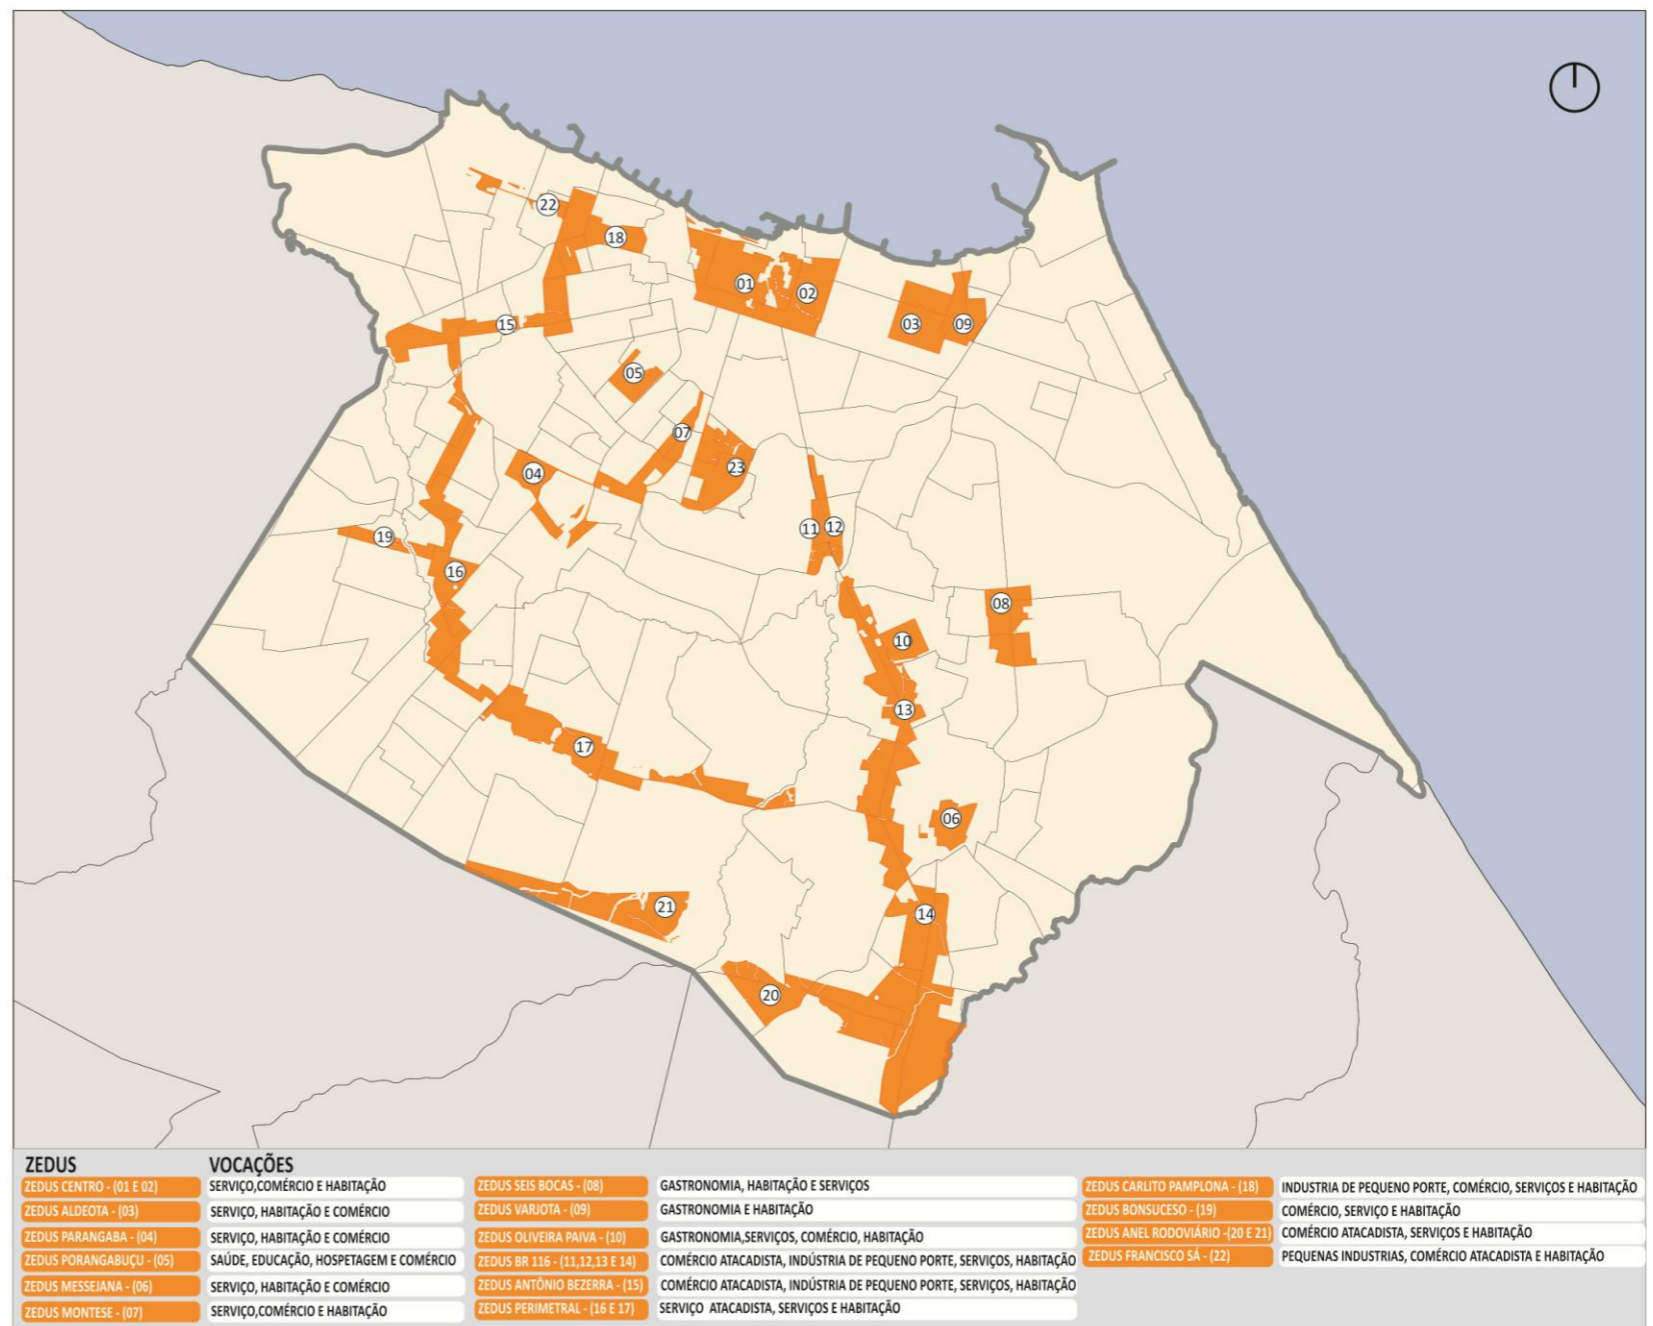 22
18
01
02
03
09
15
05
07
04
23
11
12
19
16
08
10
13
17
06
21
14
20
ZEDUS
VOCAÇÕES
ZEDUS CENTRO - (01 E 02)
SERVIÇO,COMÉRCIO E HABITAÇÃO
ZEDUS ALDEOTA - (03)
SERVIÇO, HABITAÇÃO E COMÉRCIO
ZEDUS PARANGABA - (04)
SERVIÇO, HABITAÇÃO E COMÉRCIO
ZEDUS PORANGABUÇU - (05)
SAÚDE, EDUCAÇÃO, HOSPETAGEM E COMÉRCIO
ZEDUS MESSEJANA - (06)
SERVIÇO, HABITAÇÃO E COMÉRCIO
ZEDUS MONTESE - (07)
SERVIÇO,COMÉRCIO E HABITAÇÃO
ZEDUS SEIS BOCAS - (08)
GASTRONOMIA, HABITAÇÃO E SERVIÇOS
ZEDUS VARJOTA - (09)
GASTRONOMIA E HABITAÇÃO
ZEDUS OLIVEIRA PAIVA - (10)
GASTRONOMIA,SERVIÇOS, COMÉRCIO, HABITAÇÃO
ZEDUS BR 116 - (11,12,13 E 14)
COMÉRCIO ATACADISTA, INDÚSTRIA DE PEQUENO PORTE, SERVIÇOS, HABITAÇÃO
ZEDUS ANTÔNIO BEZERRA - (15)
COMÉRCIO ATACADISTA, INDÚSTRIA DE PEQUENO PORTE, SERVIÇOS, HABITAÇÃO
ZEDUS PERIMETRAL - (16 E 17)
SERVIÇO ATACADISTA, SERVIÇOS E HABITAÇÃO
ZEDUS CARLITO PAMPLONA - (18)
INDUSTRIA DE PEQUENO PORTE, COMÉRCIO, SERVIÇOS E HABITAÇÃO
ZEDUS BONSUCESO - (19)
COMÉRCIO, SERVIÇO E HABITAÇÃO
ZEDUS ANEL RODOVIÁRIO -(20 E 21)
COMÉRCIO ATACADISTA, SERVIÇOS E HABITAÇÃO
ZEDUS FRANCISCO SÁ - (22)
PEQUENAS INDUSTRIAS, COMÉRCIO ATACADISTA E HABITAÇÃO